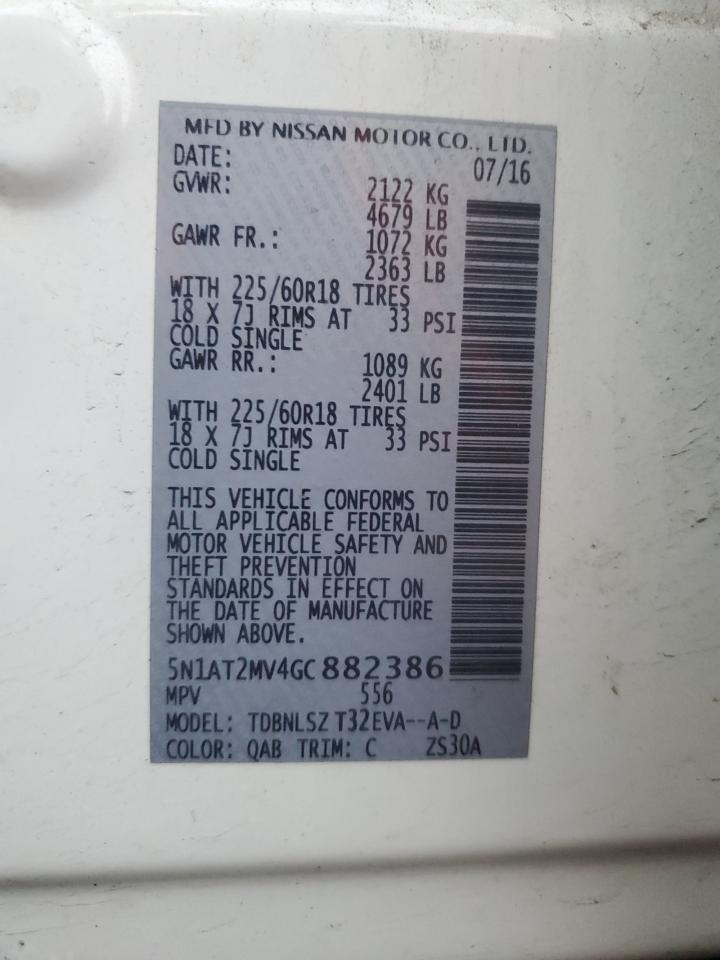 MFD BY NISSAN MOTOR CO., LTD.
DATE: 07/16
GVWR: 2122 KG
4679 LB
GAWR FR.: 1072 KG
2363 LB
WITH 225/60R18 TIRES
18 X 7J RIMS AT 33 PSI
COLD SINGLE
GAWR RR.: 1089 KG
2401 LB
WITH 225/60R18 TIRES
18 X 7J RIMS AT 33 PSI
COLD SINGLE
THIS VEHICLE CONFORMS TO
ALL APPLICABLE FEDERAL
MOTOR VEHICLE SAFETY AND
THEFT PREVENTION
STANDARDS IN EFFECT ON
THE DATE OF MANUFACTURE
SHOWN ABOVE.
5N1AT2MV4GC882386
MPV 556
MODEL: TDBNLSZ T32EVA--A-D
COLOR: QAB TRIM: C ZS30A